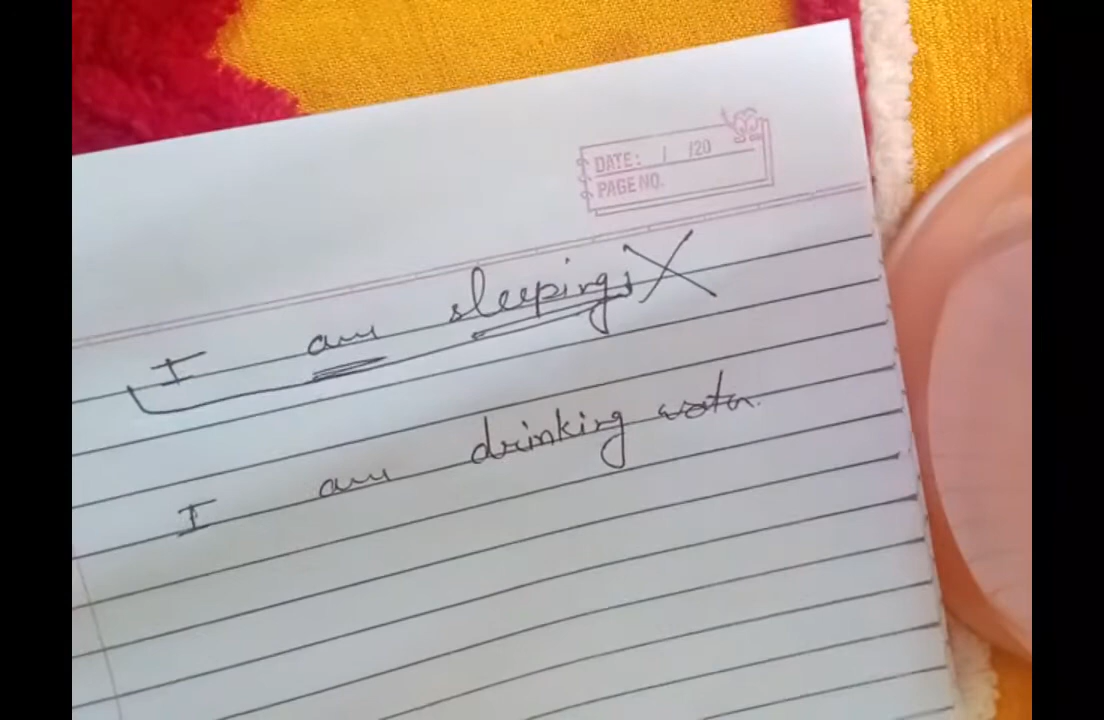 DATE: / /20
PAGE NO.
I am sleeping X
I am drinking water.